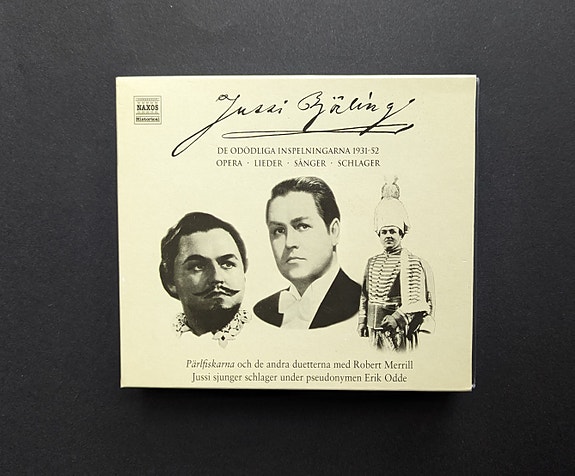 NAXOS
Historical
Jussi Björling
DE ODÖDLIGA INSPELNINGARNA 1931-52
OPERA · LIEDER · SÅNGER · SCHLAGER
Pärlfiskarna och de andra duetterna med Robert Merrill
Jussi sjunger schlager under pseudonymen Erik Odde